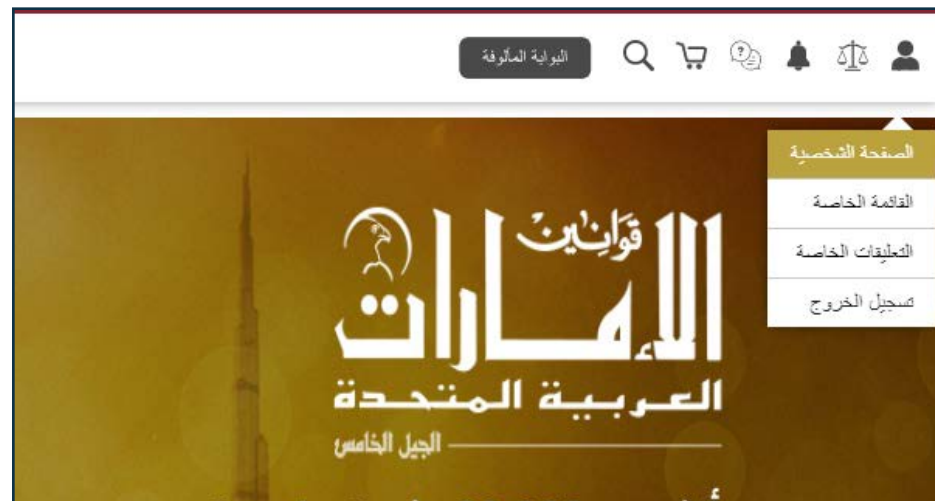 البوابة المألوفة
الصفحة الشخصية
القائمة الخاصة
التعليقات الخاصة
تسجيل الخروج
قوانين
الإمارات
العربية المتحدة
الجيل الخامس